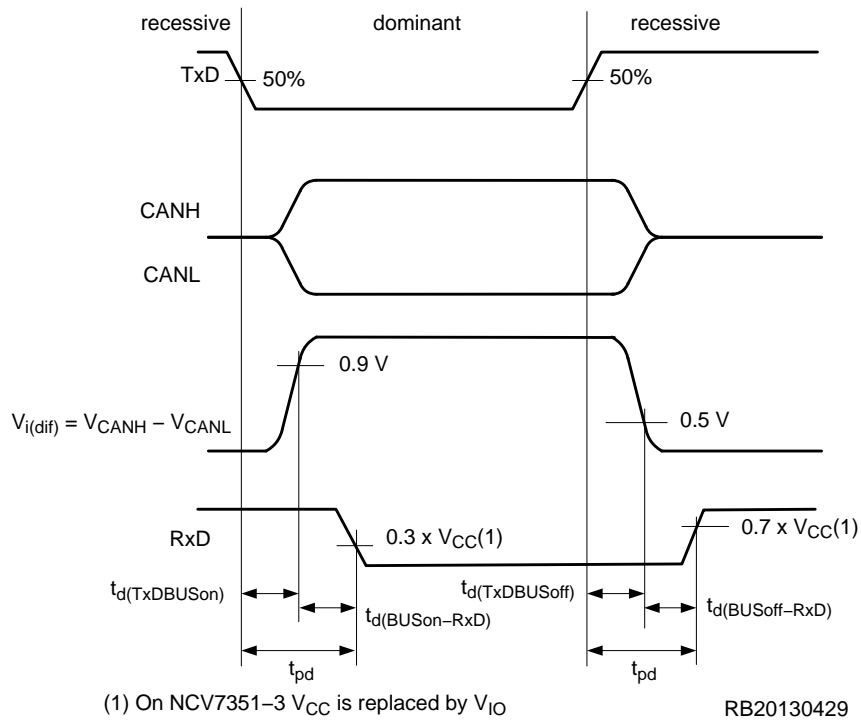 recessive dominant recessive
TxD 50% 50%
CANH
CANL
0.9 V
Vi(dif) = VCANH − VCANL 0.5 V
RxD 0.3 x VCC(1) 0.7 x VCC(1)
td(TxDBUSon) td(TxDBUSoff)
td(BUSon−RxD) td(BUSoff−RxD)
tpd tpd
(1) On NCV7351−3 VCC is replaced by VIO RB20130429